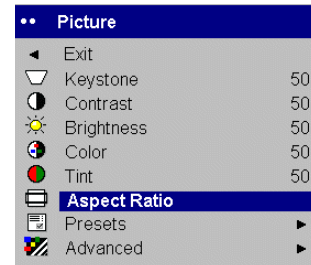 Picture
Exit
Keystone 50
Contrast 50
Brightness 50
Color 50
Tint 50
Aspect Ratio
Presets
Advanced